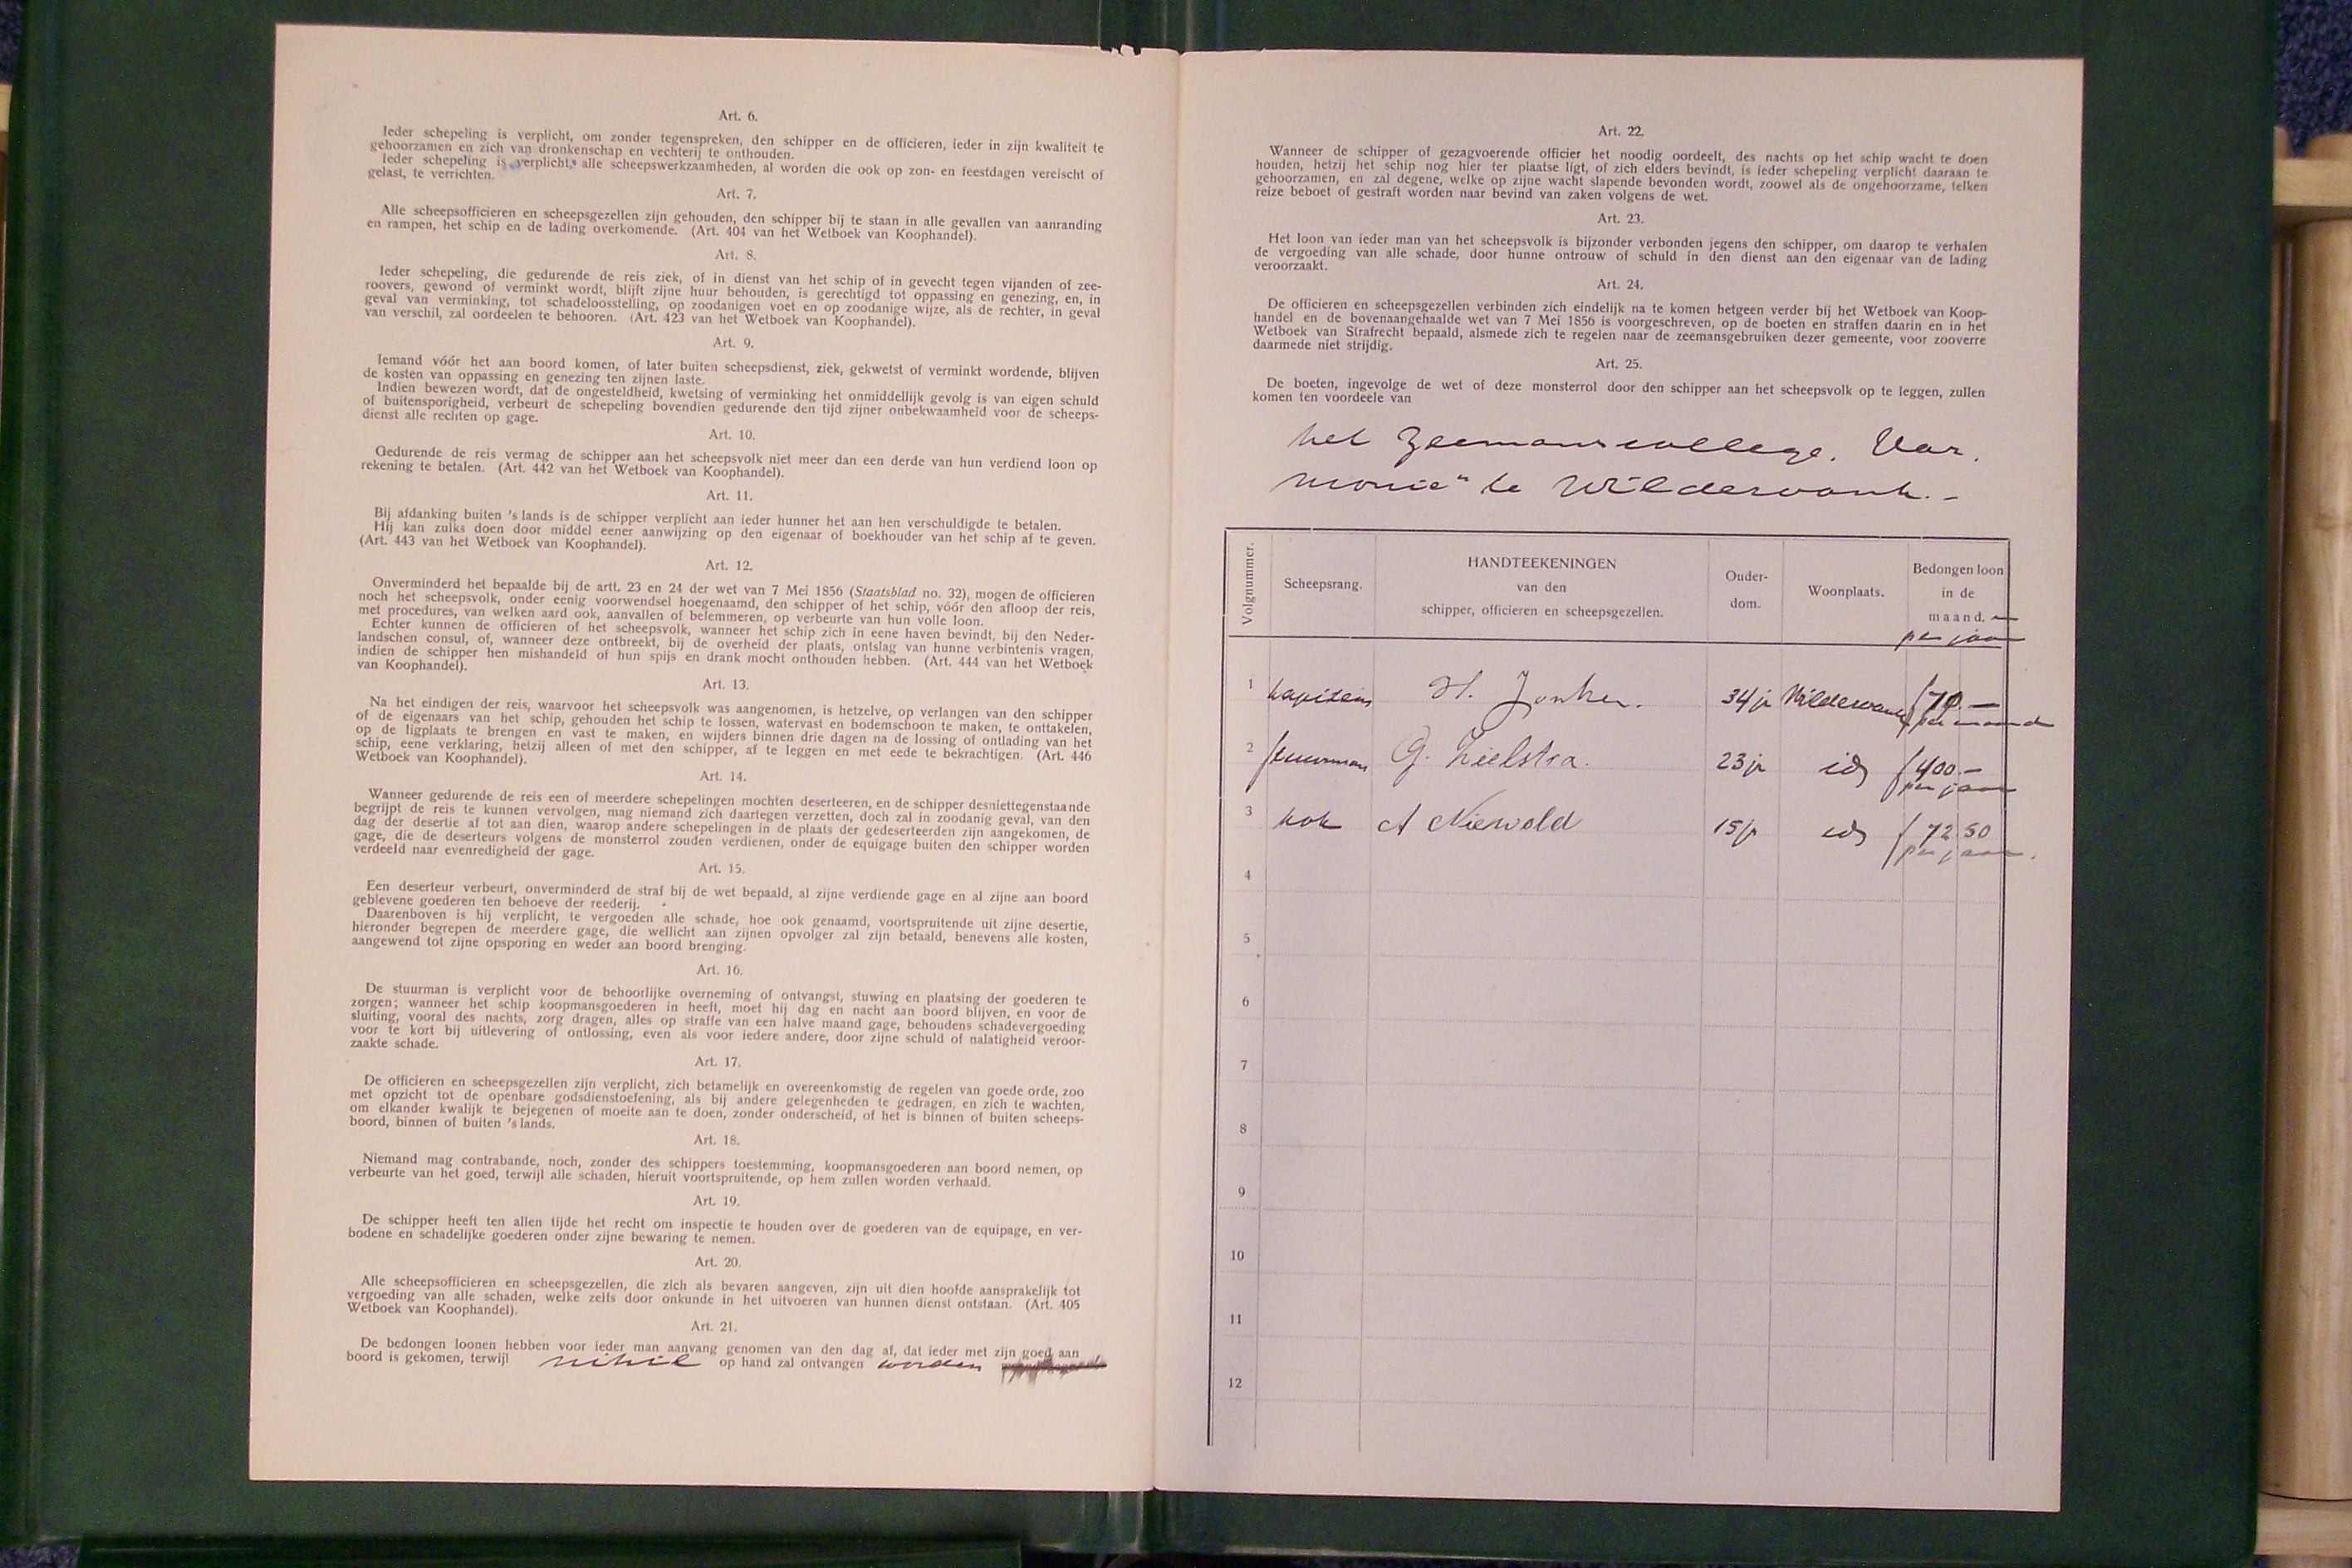 Art. 6.
Ieder schepeling is verplicht, om zonder tegenspreken, den schipper en de officieren, ieder in zijn kwaliteit te
gehoorzamen en zich van dronkenschap en vechterij te onthouden.
Ieder schepeling is verplicht, alle scheepswerkzaamheden, al worden die ook op zon- en feestdagen vereischt of
gelast, te verrichten.
Art. 7.
Alle scheepsofficieren en scheepsgezellen zijn gehouden, den schipper bij te staan in alle gevallen van aanranding
en rampen, het schip en de lading overkomende. (Art. 404 van het Wetboek van Koophandel).
Art. 8.
Ieder schepeling, die gedurende de reis ziek, of in dienst van het schip of in gevecht tegen vijanden of zee-
roovers, gewond of verminkt wordt, blijft zijne huur behouden, is gerechtigd tot oppassing en genezing, en, in
geval van verminking, tot schadeloosstelling, op zoodanigen voet en op zoodanige wijze, als de rechter, in geval
van verschil, zal oordeelen te behooren. (Art. 423 van het Wetboek van Koophandel).
Art. 9.
Iemand vóór het aan boord komen, of later buiten scheepsdienst, ziek, gekwetst of verminkt wordende, blijven
de kosten van oppassing en genezing ten zijnen laste.
Indien bewezen wordt, dat de ongesteldheid, kwetsing of verminking het onmiddellijk gevolg is van eigen schuld
of buitensporigheid, verbeurt de schepeling bovendien gedurende den tijd zijner onbekwaamheid voor de scheeps-
dienst alle rechten op gage.
Art. 10.
Gedurende de reis vermag de schipper aan het scheepsvolk niet meer dan een derde van hun verdiend loon op
rekening te betalen. (Art. 442 van het Wetboek van Koophandel).
Art. 11.
Bij afdanking buiten 's lands is de schipper verplicht aan ieder hunner het aan hen verschuldigde te betalen.
Hij kan zulks doen door middel eener aanwijzing op den eigenaar of boekhouder van het schip af te geven.
(Art. 443 van het Wetboek van Koophandel).
Art. 12.
Onverminderd het bepaalde bij de artt. 23 en 24 der wet van 7 Mei 1856 (Staatsblad no. 32), mogen de officieren
noch het scheepsvolk, onder eenig voorwendsel hoegenaamd, den schipper of het schip, vóór den afloop der reis,
met procedures, van welken aard ook, aanvallen of belemmeren, op verbeurte van hun volle loon.
Echter kunnen de officieren of het scheepsvolk, wanneer het schip zich in eene haven bevindt, bij den Neder-
landschen consul, of, wanneer deze ontbreekt, bij de overheid der plaats, ontslag van hunne verbintenis vragen,
indien de schipper hen mishandeld of hun spijs en drank mocht onthouden hebben. (Art. 444 van het Wetboek
van Koophandel).
Art. 13.
Na het eindigen der reis, waarvoor het scheepsvolk was aangenomen, is hetzelve, op verlangen van den schipper
of de eigenaars van het schip, gehouden het schip te lossen, watervast en bodemschoon te maken, te onttakelen,
op de ligplaats te brengen en vast te maken, en wijders binnen drie dagen na de lossing of ontlading van het
schip, eene verklaring, hetzij alleen of met den schipper, af te leggen en met eede te bekrachtigen. (Art. 446
Wetboek van Koophandel).
Art. 14.
Wanneer gedurende de reis een of meerdere schepelingen mochten deserteeren, en de schipper desniettegenstaande
begrijpt de reis te kunnen vervolgen, mag niemand zich daartegen verzetten, doch zal in zoodanig geval, van den
dag der desertie af tot aan dien, waarop andere schepelingen in de plaats der gedeserteerden zijn aangekomen, de
gage, die de deserteurs volgens de monsterrol zouden verdienen, onder de equigage buiten den schipper worden
verdeeld naar evenredigheid der gage.
Art. 15.
Een deserteur verbeurt, onverminderd de straf bij de wet bepaald, al zijne verdiende gage en al zijne aan boord
geblevene goederen ten behoeve der reederij.
Daarenboven is hij verplicht, te vergoeden alle schade, hoe ook genaamd, voortspruitende uit zijne desertie,
hieronder begrepen de meerdere gage, die wellicht aan zijnen opvolger zal zijn betaald, benevens alle kosten,
aangewend tot zijne opsporing en weder aan boord brenging.
Art. 16.
De stuurman is verplicht voor de behoorlijke overneming of ontvangst, stuwing en plaatsing der goederen te
zorgen; wanneer het schip koopmansgoederen in heeft, moet hij dag en nacht aan boord blijven, en voor de
sluiting, vooral des nachts, zorg dragen, alles op straffe van een halve maand gage, behoudens schadevergoeding
voor te kort bij uitlevering of ontlossing, even als voor iedere andere, door zijne schuld of nalatigheid veroor-
zaakte schade.
Art. 17.
De officieren en scheepsgezellen zijn verplicht, zich betamelijk en overeenkomstig de regelen van goede orde, zoo
met opzicht tot de openbare godsdienstoefening, als bij andere gelegenheden te gedragen, en zich te wachten,
om elkander kwalijk te bejegenen of moeite aan te doen, zonder onderscheid, of het is binnen of buiten scheeps-
boord, binnen of buiten 's lands.
Art. 18.
Niemand mag contrabande, noch, zonder des schippers toestemming, koopmansgoederen aan boord nemen, op
verbeurte van het goed, terwijl alle schaden, hieruit voortspruitende, op hem zullen worden verhaald.
Art. 19.
De schipper heeft ten allen tijde het recht om inspectie te houden over de goederen van de equipage, en ver-
bodene en schadelijke goederen onder zijne bewaring te nemen.
Art. 20.
Alle scheepsofficieren en scheepsgezellen, die zich als bevaren aangeven, zijn uit dien hoofde aansprakelijk tot
vergoeding van alle schaden, welke zelfs door onkunde in het uitvoeren van hunnen dienst ontstaan. (Art. 405
Wetboek van Koophandel).
Art. 21.
De bedongen loonen hebben voor ieder man aanvang genomen van den dag af, dat ieder met zijn goed aan
boord is gekomen, terwijl nihil op hand zal ontvangen worden
Art. 22.
Wanneer de schipper of gezagvoerende officier het noodig oordeelt, des nachts op het schip wacht te doen
houden, hetzij het schip nog hier ter plaatse ligt, of zich elders bevindt, is ieder schepeling verplicht daaraan te
gehoorzamen, en zal degene, welke op zijne wacht slapende bevonden wordt, zoowel als de ongehoorzame, telken
reize beboet of gestraft worden naar bevind van zaken volgens de wet.
Art. 23.
Het loon van ieder man van het scheepsvolk is bijzonder verbonden jegens den schipper, om daarop te verhalen
de vergoeding van alle schade, door hunne ontrouw of schuld in den dienst aan den eigenaar van de lading
veroorzaakt.
Art. 24.
De officieren en scheepsgezellen verbinden zich eindelijk na te komen hetgeen verder bij het Wetboek van Koop-
handel en de bovenaangehaalde wet van 7 Mei 1856 is voorgeschreven, op de boeten en straffen daarin en in het
Wetboek van Strafrecht bepaald, alsmede zich te regelen naar de zeemansgebruiken dezer gemeente, voor zooverre
daarmede niet strijdig.
Art. 25.
De boeten, ingevolge de wet of deze monsterrol door den schipper aan het scheepsvolk op te leggen, zullen
komen ten voordeele van
het Zeemanscollege. Har.
monie" te Wildervank. -
Volgnummer. Scheepsrang. HANDTEEKENINGEN van den schipper, officieren en scheepsgezellen. Ouder-dom. Woonplaats. Bedongen loon in de maand.
per jaar
1 kapitein H. Jonker. 34 jr Wildervank f 70.—
per maand
2 stuurman G. Zielstra. 23 jr id f 400.—
per jaar
3 kok A Niewold 15 jr id f 72.50
per jaar.
4
5
6
7
8
9
10
11
12